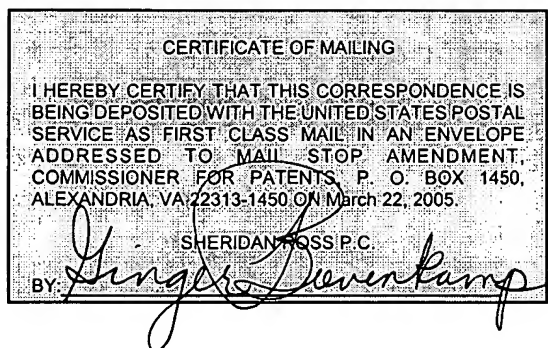 CERTIFICATE OF MAILING
I HEREBY CERTIFY THAT THIS CORRESPONDENCE IS
BEING DEPOSITED WITH THE UNITED STATES POSTAL
SERVICE AS FIRST CLASS MAIL IN AN ENVELOPE
ADDRESSED TO MAIL STOP AMENDMENT,
COMMISSIONER FOR PATENTS, P. O. BOX 1450,
ALEXANDRIA, VA 22313-1450 ON March 22, 2005.
SHERIDAN ROSS P.C.
BY: Ginger Bovenkamp